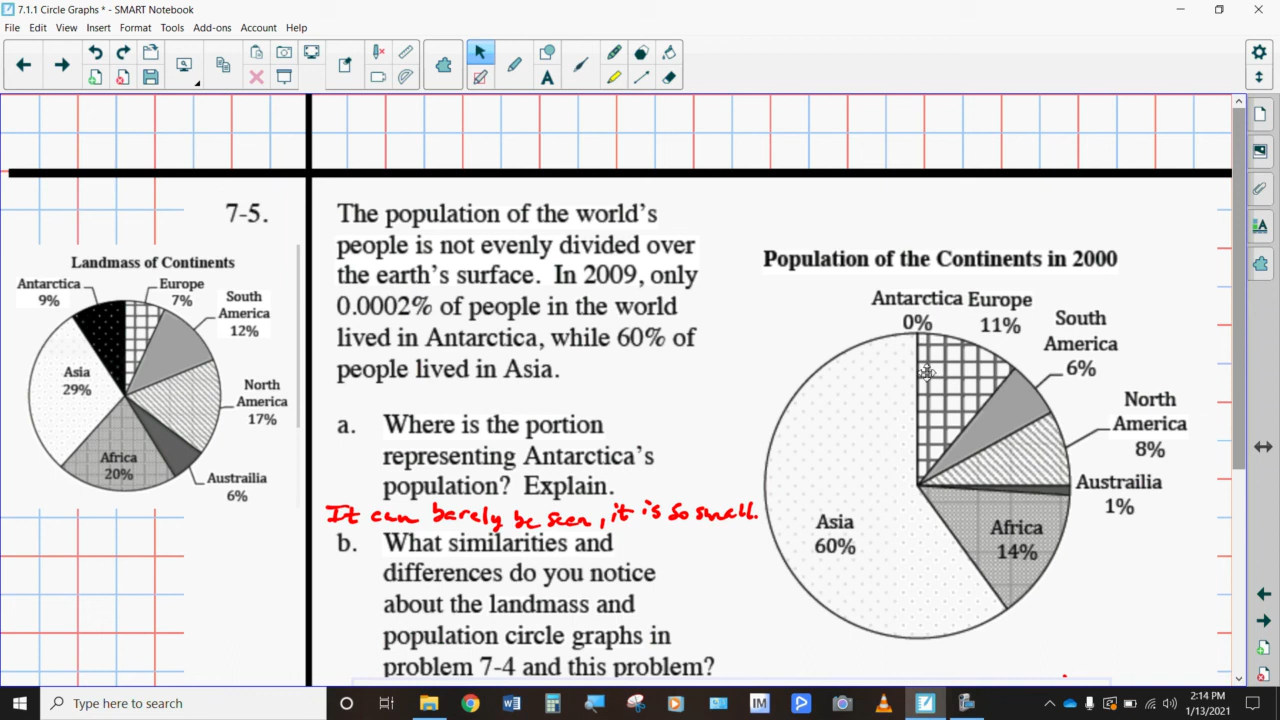 7.1.1 Circle Graphs * - SMART Notebook
File Edit View Insert Format Tools Add-ons Account Help
7-5.
Landmass of Continents
Antarctica
9%
Europe
7%
South
America
12%
North
America
17%
Austrailia
6%
Africa
20%
Asia
29%
The population of the world's
people is not evenly divided over
the earth's surface. In 2009, only
0.0002% of people in the world
lived in Antarctica, while 60% of
people lived in Asia.
a. Where is the portion
representing Antarctica's
population? Explain.
It can barely be seen, it is so small.
b. What similarities and
differences do you notice
about the landmass and
population circle graphs in
problem 7-4 and this problem?
Population of the Continents in 2000
Antarctica
0%
Europe
11%
South
America
6%
North
America
8%
Austrailia
1%
Africa
14%
Asia
60%
Type here to search
2:14 PM
1/13/2021